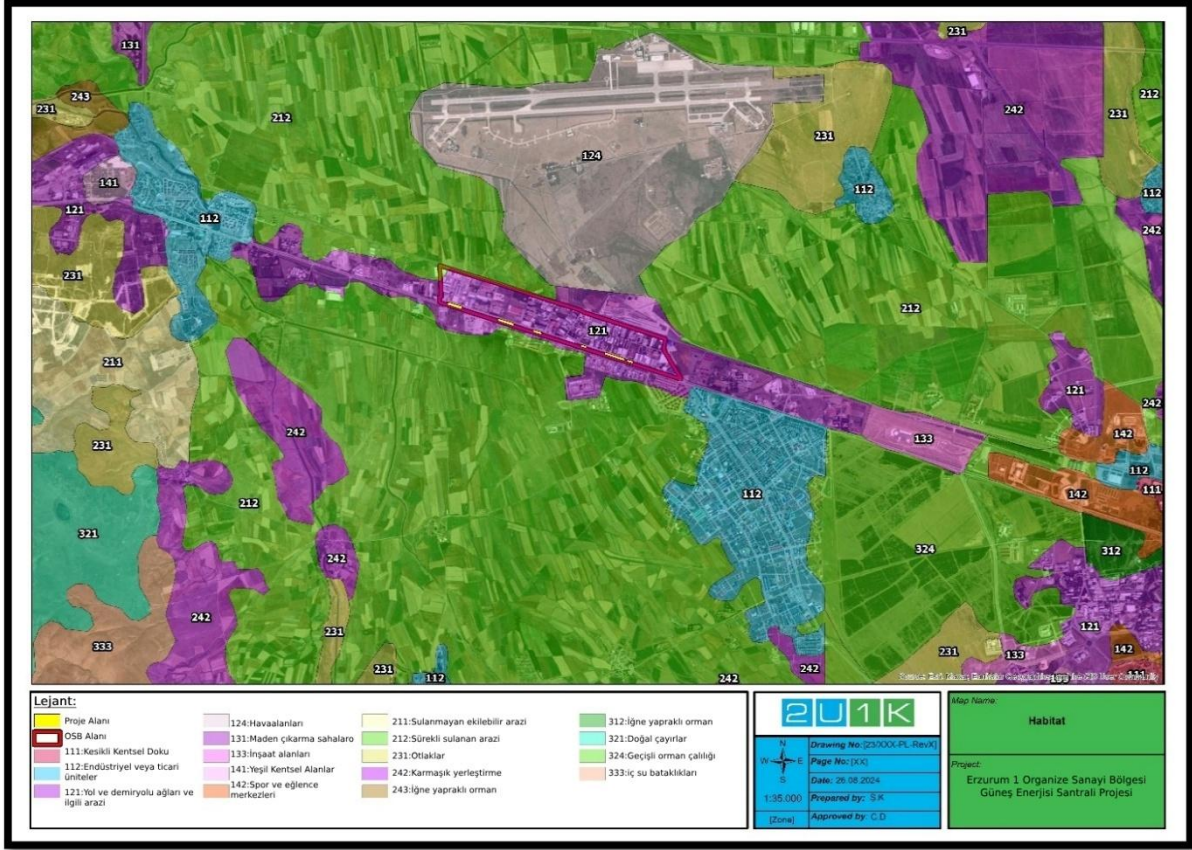 131
231
243
231
212
242
212
231
231
124
141
112
112
121
112
242
231
212
121
211
121
242
242
231
133
142
112
111
142
212
112
321
324
312
242
242
121
333
231
231
133
142
231
112
242
242
Lejant:
Proje Alanı
OSB Alanı
111:Kesikli Kentsel Doku
112:Endüstriyel veya ticari
üniteler
121:Yol ve demiryolu ağları ve
ilgili arazi
124:Havaalanları
131:Maden çıkarma sahalaro
133:İnşaat alanları
141:Yeşil Kentsel Alanlar
142:Spor ve eğlence
merkezleri
211:Sulanmayan ekilebilir arazi
212:Sürekli sulanan arazi
231:Otlaklar
242:Karmaşık yerleştirme
243:İğne yapraklı orman
312:İğne yapraklı orman
321:Doğal çayırlar
324:Geçişli orman çalılığı
333:iç su bataklıkları
2U1K
N
W E
S
1:35.000
[Zone]
Drawing No:[23/XXX-PL-RevX]
Page No:[XX]
Date: 26.08.2024
Prepared by: S.K
Approved by: C.D
Map Name:
Habitat
Project:
Erzurum 1 Organize Sanayi Bölgesi
Güneş Enerjisi Santrali Projesi